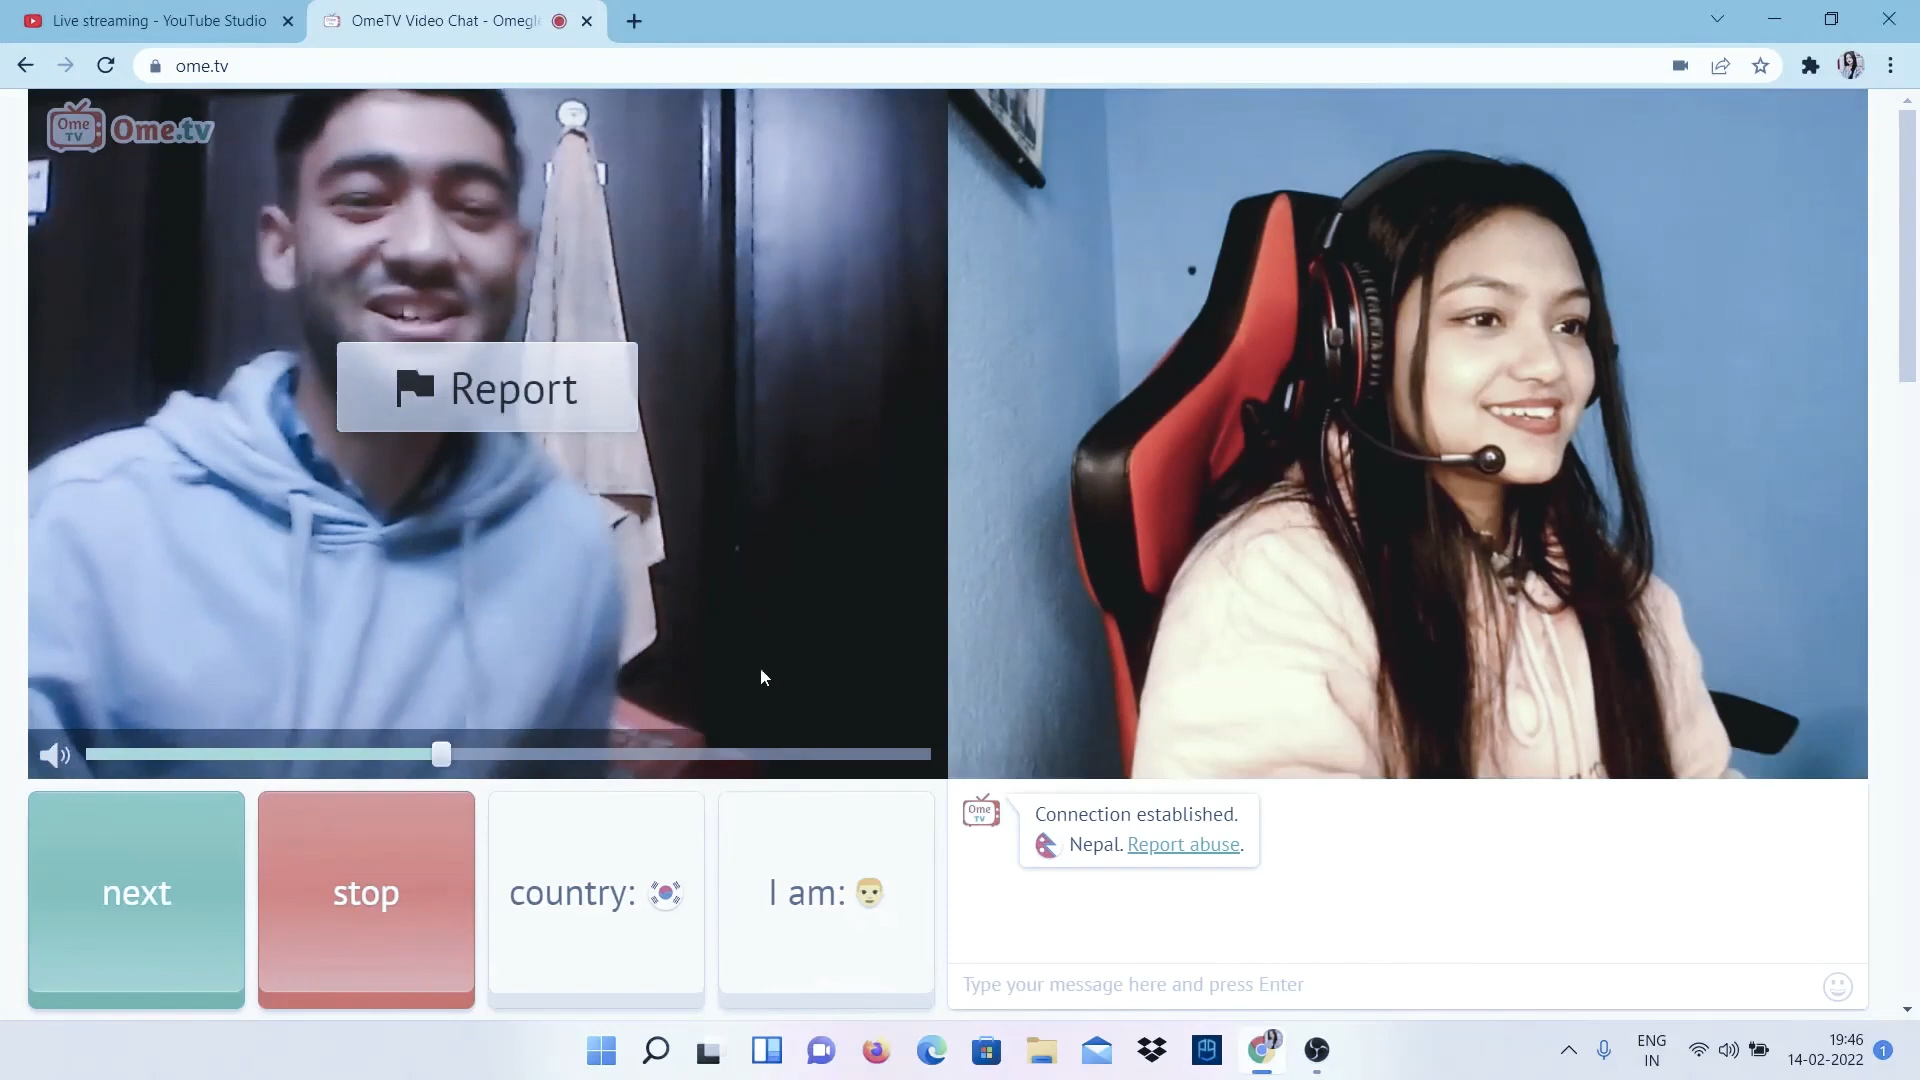 Live streaming - YouTube Studio
OmeTV Video Chat - Omegl
ome.tv
Ome TV Ome.tv
Report
next
stop
country:
I am:
Ome TV
Connection established.
Nepal. Report abuse.
Type your message here and press Enter
ENG
IN
19:46
14-02-2022
1